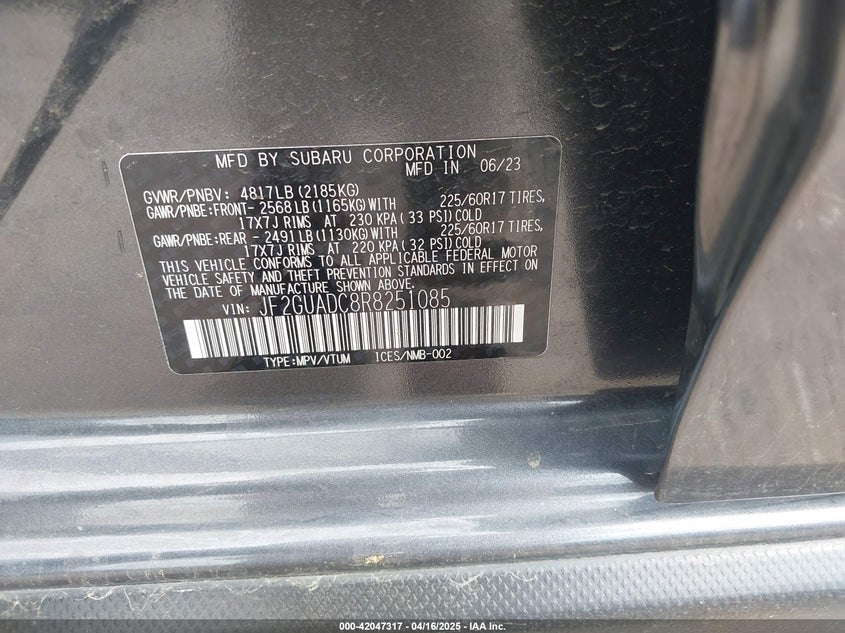 MFD BY SUBARU CORPORATION
MFD IN 06/23
GVWR/PNBV: 4817LB(2185KG)
GAWR/PNBE:FRONT- 2568LB(1165KG)WITH 225/60R17 TIRES,
17X7J RIMS AT 230 KPA(33 PSI)COLD
GAWR/PNBE:REAR - 2491LB(1130KG)WITH 225/60R17 TIRES,
17X7J RIMS AT 220 KPA(32 PSI)COLD
THIS VEHICLE CONFORMS TO ALL APPLICABLE FEDERAL MOTOR
VEHICLE SAFETY AND THEFT PREVENTION STANDARDS IN EFFECT ON
THE DATE OF MANUFACTURE SHOWN ABOVE.
VIN: JF2GUADC8R8251085
TYPE:MPV/VTUM ICES/NMB-002
000-42047317 - 04/16/2025 - IAA Inc.